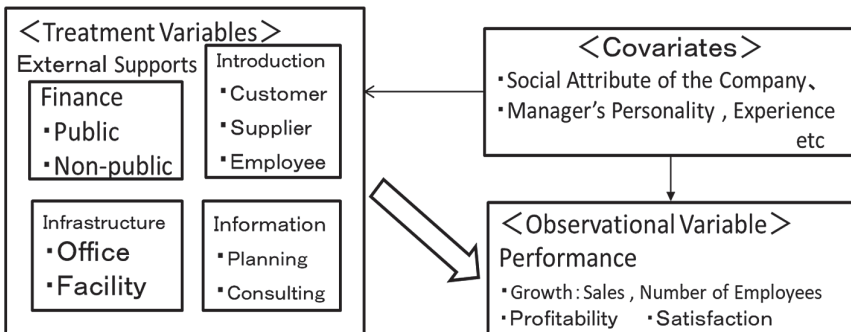 ＜Treatment Variables＞
External Supports
Finance
・Public
・Non-public
Introduction
・Customer
・Supplier
・Employee
Infrastructure
・Office
・Facility
Information
・Planning
・Consulting
＜Covariates＞
・Social Attribute of the Company、
・Manager's Personality , Experience
etc
＜Observational Variable＞
Performance
・Growth：Sales , Number of Employees
・Profitability ・Satisfaction